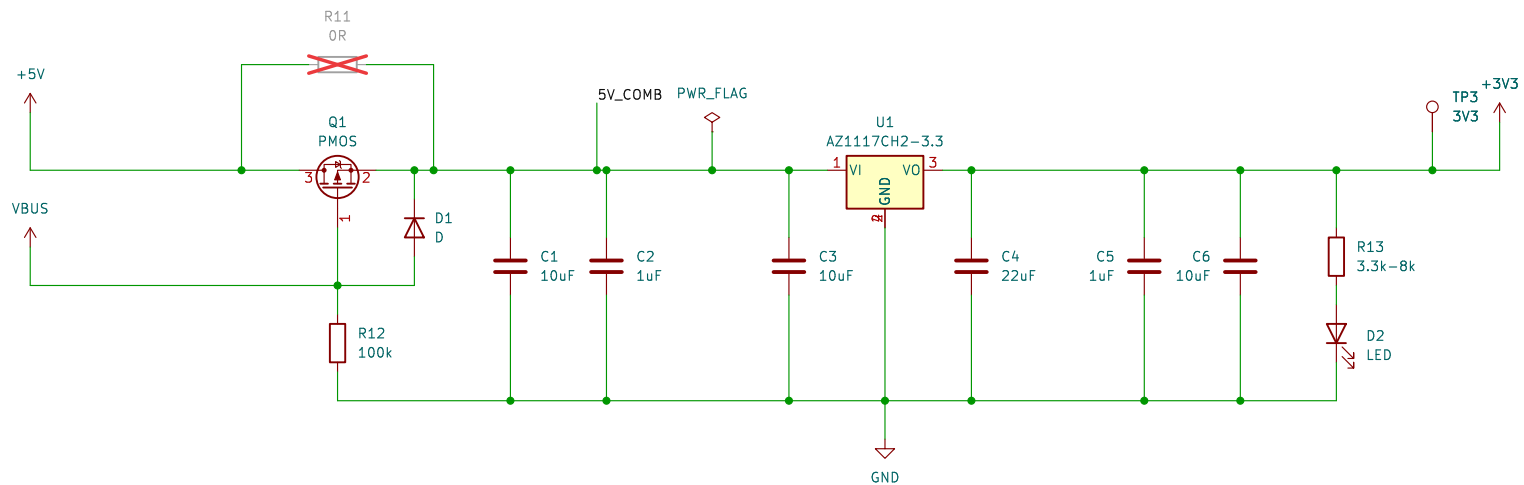 R11
0R
+5V
5V_COMB
PWR_FLAG
TP3
3V3
+3V3
Q1
PMOS
3
2
1
U1
AZ1117CH2-3.3
1
VI
VO
3
GND
VBUS
D1
D
C1
10uF
C2
1uF
C3
10uF
C4
22uF
C5
1uF
C6
10uF
R13
3.3k-8k
R12
100k
D2
LED
GND